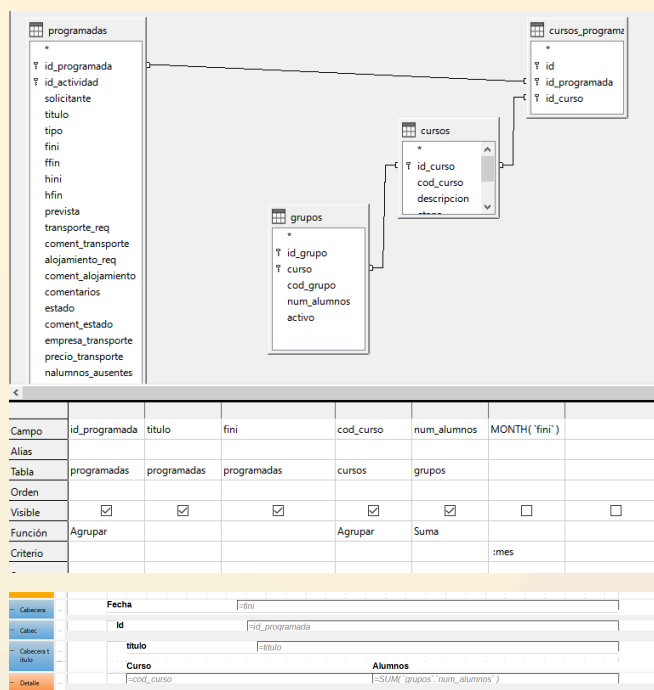 programadas
*
id_programada
id_actividad
solicitante
titulo
tipo
fini
ffin
hini
hfin
prevista
transporte_req
coment_transporte
alojamiento_req
coment_alojamiento
comentarios
estado
coment_estado
empresa_transporte
precio_transporte
nalumnos_ausentes
cursos_programa
*
id
id_programada
id_curso
cursos
*
id_curso
cod_curso
descripcion
grupos
*
id_grupo
curso
cod_grupo
num_alumnos
activo
Campo id_programada titulo fini cod_curso num_alumnos MONTH( `fini` )
Alias
Tabla programadas programadas programadas cursos grupos
Orden
Visible
Función Agrupar Agrupar Suma
Criterio :mes
Cabecera Fecha =fini
Cabec Id =id_programada
Cabecera t
itulo
titulo =titulo
Curso Alumnos
Detalle =cod_curso =SUM( `grupos`.`num_alumnos` )